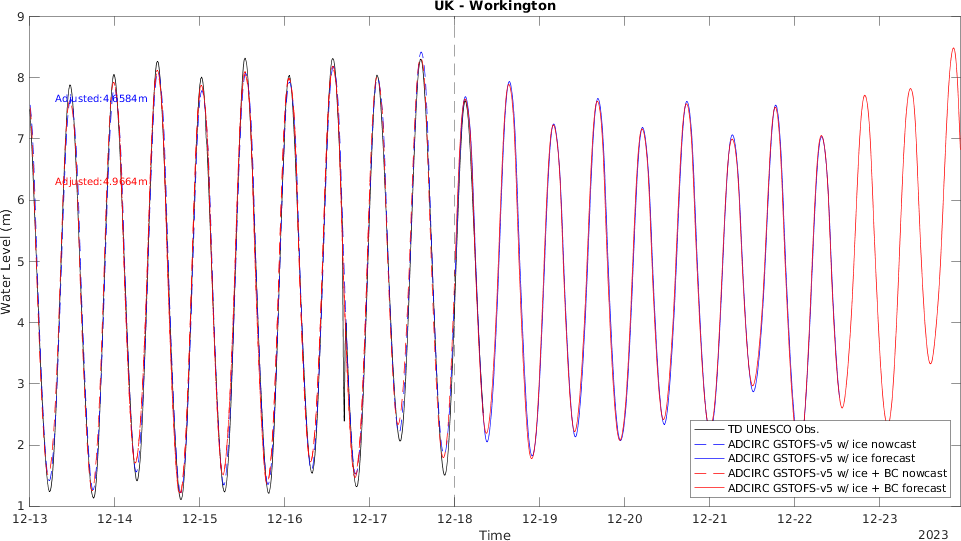 UK - Workington
9
8
7
6
5
4
3
2
1
Water Level (m)
Adjusted:4.6584m
Adjusted:4.9664m
TD UNESCO Obs.
ADCIRC GSTOFS-v5 w/ ice nowcast
ADCIRC GSTOFS-v5 w/ ice forecast
ADCIRC GSTOFS-v5 w/ ice + BC nowcast
ADCIRC GSTOFS-v5 w/ ice + BC forecast
12-13 12-14 12-15 12-16 12-17 12-18 12-19 12-20 12-21 12-22 12-23
Time
2023